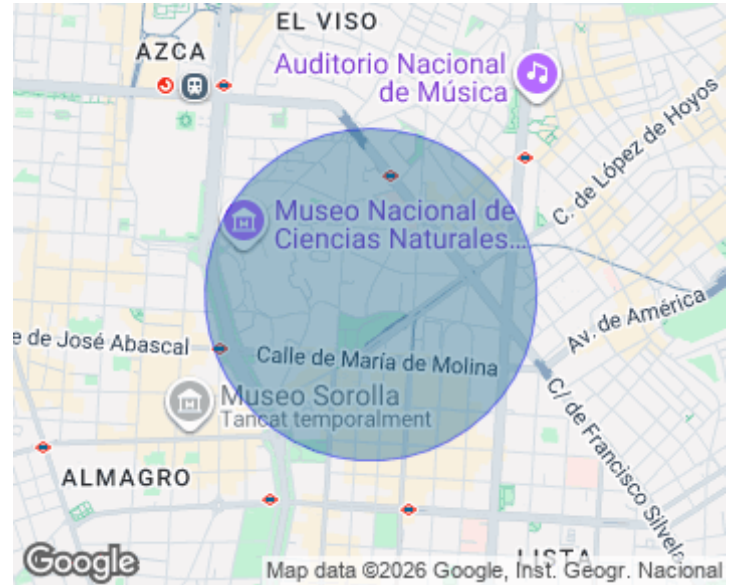 EL VISO
AZCA
Auditorio Nacional
de Música
C. de López de Hoyos
Museo Nacional de
Ciencias Naturales...
Av. de América
e de José Abascal
Calle de María de Molina
Museo Sorolla
Tancat temporalment
C/ de Francisco Silvela
ALMAGRO
LISTA
Google
Map data ©2026 Google, Inst. Geogr. Nacional